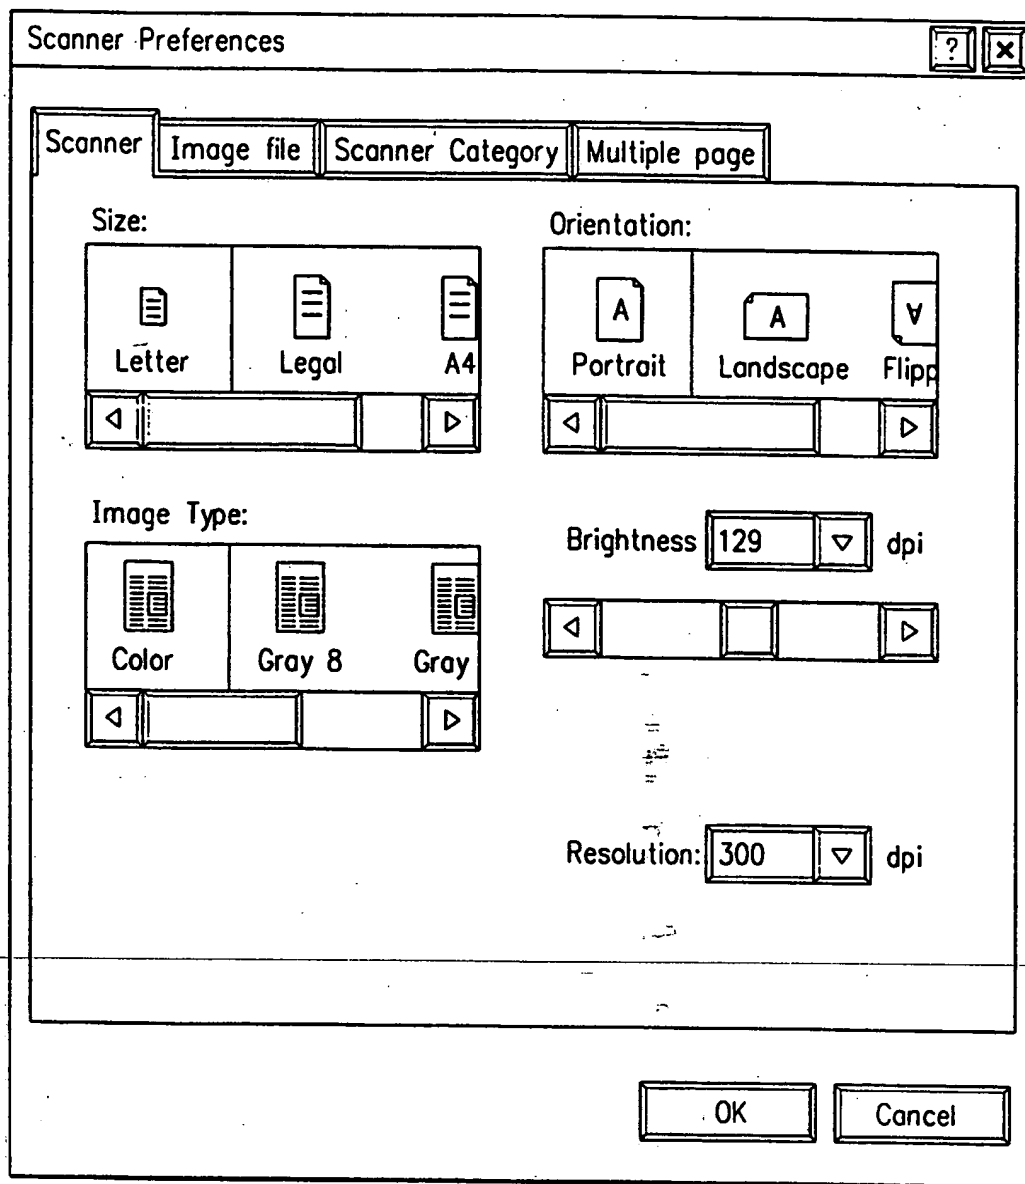 Scanner Preferences
?
Scanner
Image file
Scanner Category
Multiple page
Size:
Letter
Legal
A4
Orientation:
A
Portrait
A
Landscape
A
Flipp
Image Type:
Color
Gray 8
Gray
Brightness 129 dpi
Resolution: 300 dpi
OK
Cancel